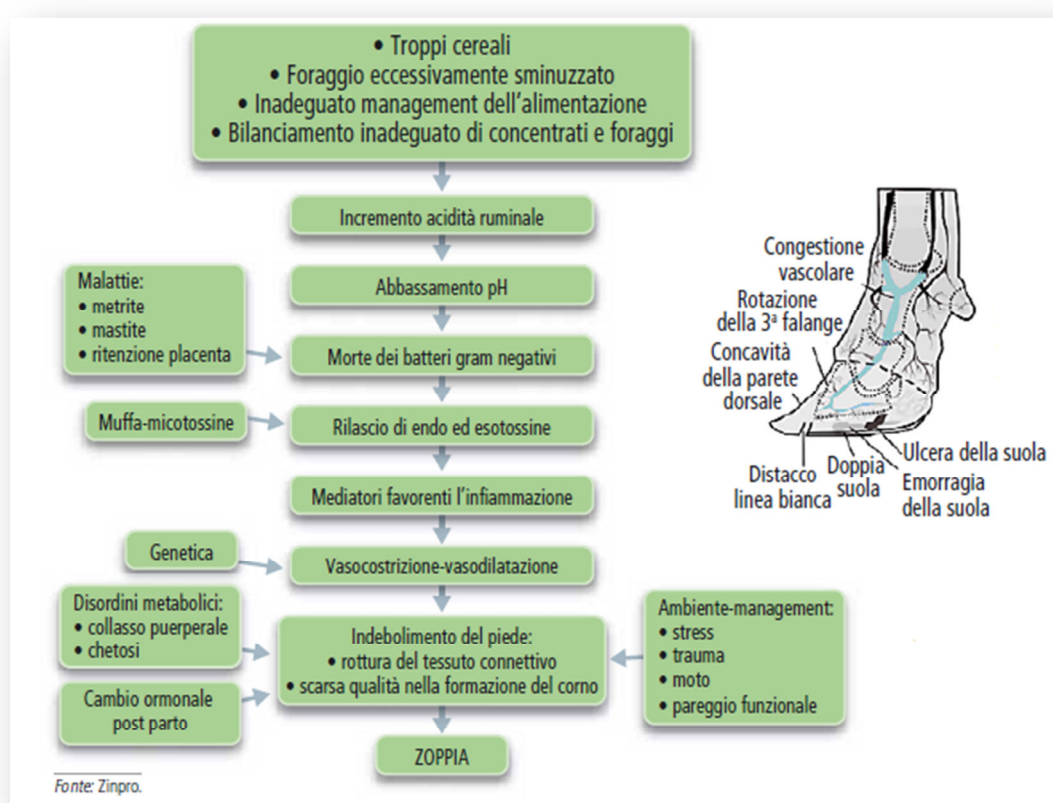 • Troppi cereali
• Foraggio eccessivamente sminuzzato
• Inadeguato management dell'alimentazione
• Bilanciamento inadeguato di concentrati e foraggi
Incremento acidità ruminale
Abbassamento pH
Malattie:
• metrite
• mastite
• ritenzione placenta
Morte dei batteri gram negativi
Muffa-micotossine
Rilascio di endo ed esotossine
Mediatori favorenti l'infiammazione
Genetica
Vasocostrizione-vasodilatazione
Disordini metabolici:
• collasso puerperale
• chetosi
Indebolimento del piede:
• rottura del tessuto connettivo
• scarsa qualità nella formazione del corno
Ambiente-management:
• stress
• trauma
• moto
• pareggio funzionale
Cambio ormonale
post parto
ZOPPIA
Congestione
vascolare
Rotazione
della 3ª falange
Concavità
della parete
dorsale
Distacco
linea bianca
Doppia
suola
Ulcera della suola
Emorragia
della suola
Fonte: Zinpro.